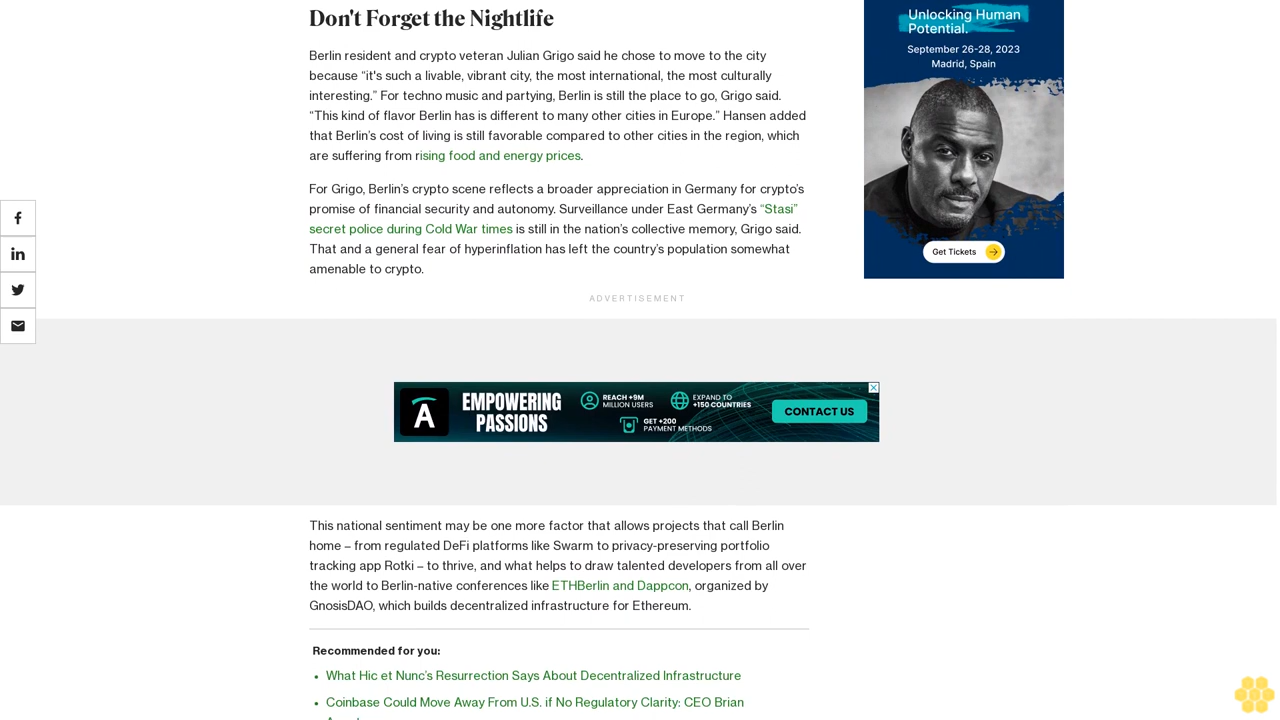 Don't Forget the Nightlife
Berlin resident and crypto veteran Julian Grigo said he chose to move to the city
because “it's such a livable, vibrant city, the most international, the most culturally
interesting.” For techno music and partying, Berlin is still the place to go, Grigo said.
“This kind of flavor Berlin has is different to many other cities in Europe.” Hansen added
that Berlin’s cost of living is still favorable compared to other cities in the region, which
are suffering from rising food and energy prices.
For Grigo, Berlin’s crypto scene reflects a broader appreciation in Germany for crypto’s
promise of financial security and autonomy. Surveillance under East Germany’s “Stasi”
secret police during Cold War times is still in the nation’s collective memory, Grigo said.
That and a general fear of hyperinflation has left the country’s population somewhat
amenable to crypto.
Unlocking Human
Potential.
September 26-28, 2023
Madrid, Spain
Get Tickets
ADVERTISEMENT
A
EMPOWERING
PASSIONS
REACH +9M
MILLION USERS
EXPAND TO
+150 COUNTRIES
GET +200
PAYMENT METHODS
CONTACT US
This national sentiment may be one more factor that allows projects that call Berlin
home – from regulated DeFi platforms like Swarm to privacy-preserving portfolio
tracking app Rotki – to thrive, and what helps to draw talented developers from all over
the world to Berlin-native conferences like ETHBerlin and Dappcon, organized by
GnosisDAO, which builds decentralized infrastructure for Ethereum.
Recommended for you:
What Hic et Nunc’s Resurrection Says About Decentralized Infrastructure
Coinbase Could Move Away From U.S. if No Regulatory Clarity: CEO Brian